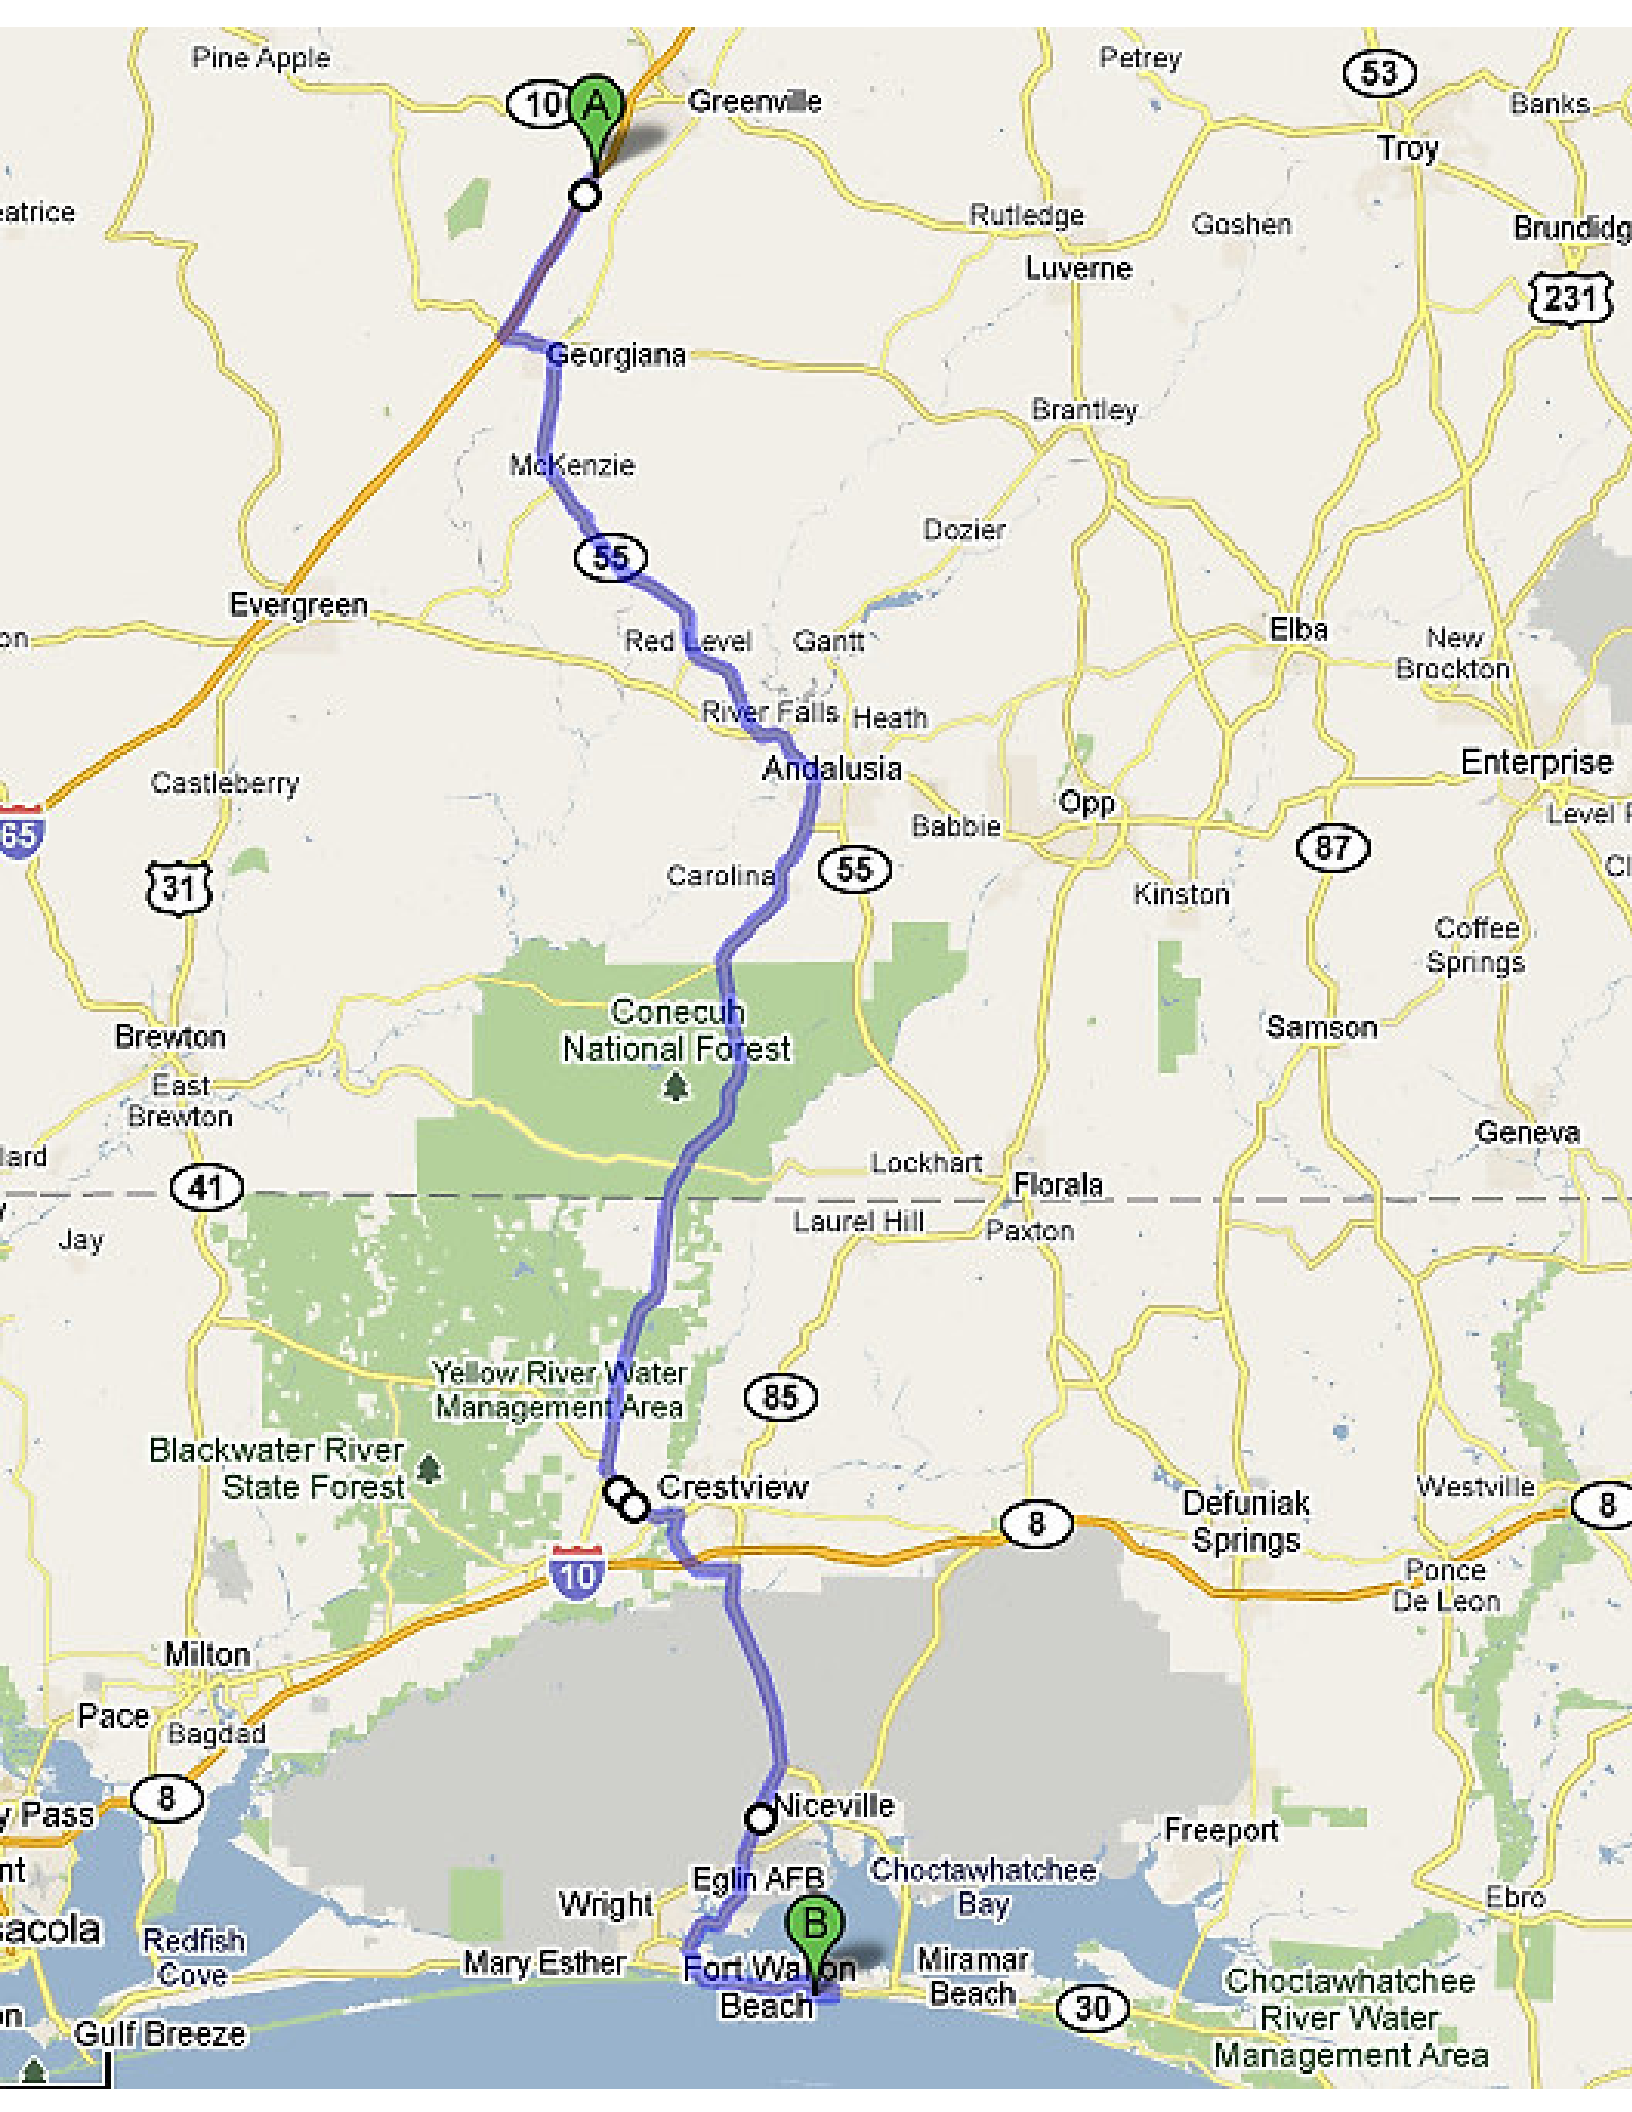 Pine Apple
Petrey
53
10
A
Greenville
Banks
Troy
eatrice
Rutledge
Goshen
Brundidg
Luverne
231
Georgiana
Brantley
McKenzie
Dozier
55
Evergreen
on
Red Level
Gantt
Elba
New
Brockton
River Falls
Heath
Andalusia
Enterprise
Castleberry
Opp
Level
65
Babbie
87
55
Carolina
31
Kinston
Coffee
Springs
Conecuh
National Forest
Samson
Brewton
East
Brewton
Geneva
lard
Lockhart
41
Florala
Laurel Hill
Paxton
Jay
Yellow River Water
Management Area
85
Blackwater River
State Forest
Crestview
Westville
Defuniak
Springs
8
8
10
Ponce
De Leon
Milton
Pace
Bagdad
8
y Pass
Niceville
Freeport
nt
Eglin AFB
Choctawhatchee
Bay
Wright
B
Ebro
sacola
Redfish
Cove
Mary Esther
Fort Walton
Beach
Miramar
Beach
Choctawhatchee
River Water
Management Area
30
on
Gulf Breeze